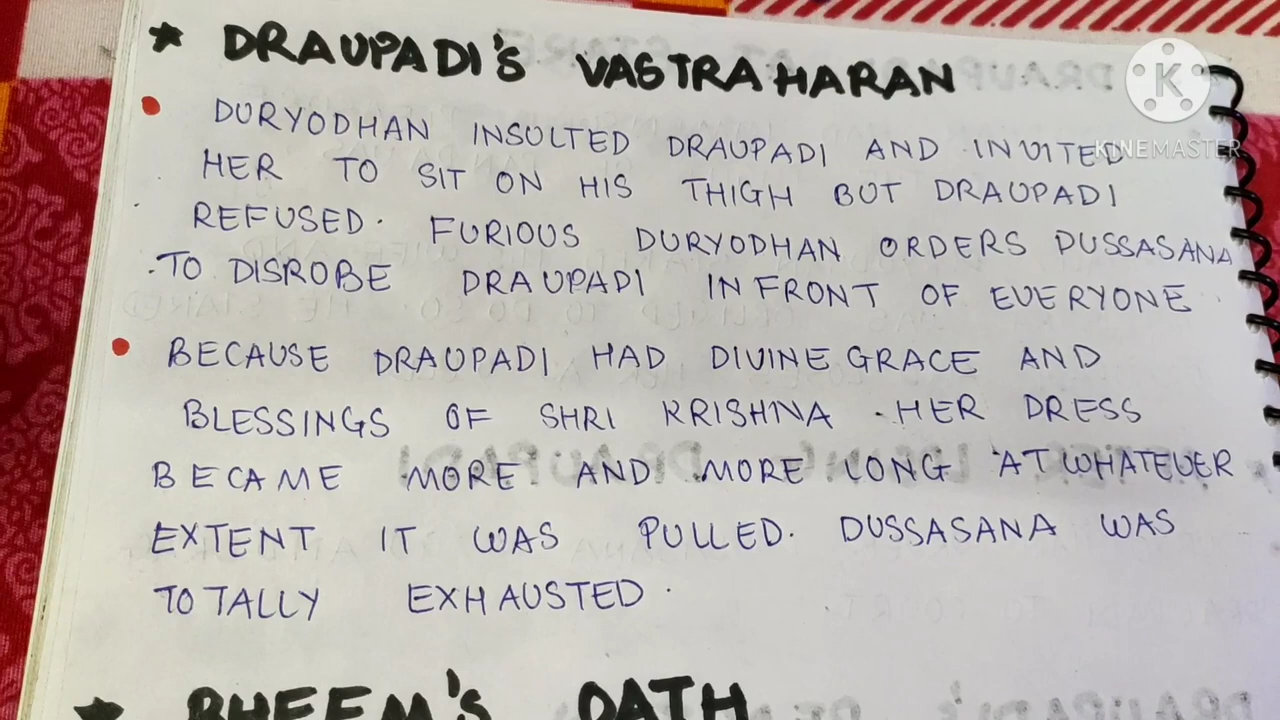 ★ DRAUPADI'S VASTRAHARAN
K
KINEMASTER
DURYODHAN INSULTED DRAUPADI AND INVITED
HER TO SIT ON HIS THIGH BUT DRAUPADI
REFUSED. FURIOUS DURYODHAN ORDERS DUSSASANA
TO DISROBE DRAUPADI IN FRONT OF EVERYONE
BECAUSE DRAUPADI HAD DIVINE GRACE AND
BLESSINGS OF SHRI KRISHNA . HER DRESS
BECAME MORE AND MORE LONG AT WHATEVER
EXTENT IT WAS PULLED. DUSSASANA WAS
TOTALLY EXHAUSTED .
★ BHEEM'S OATH